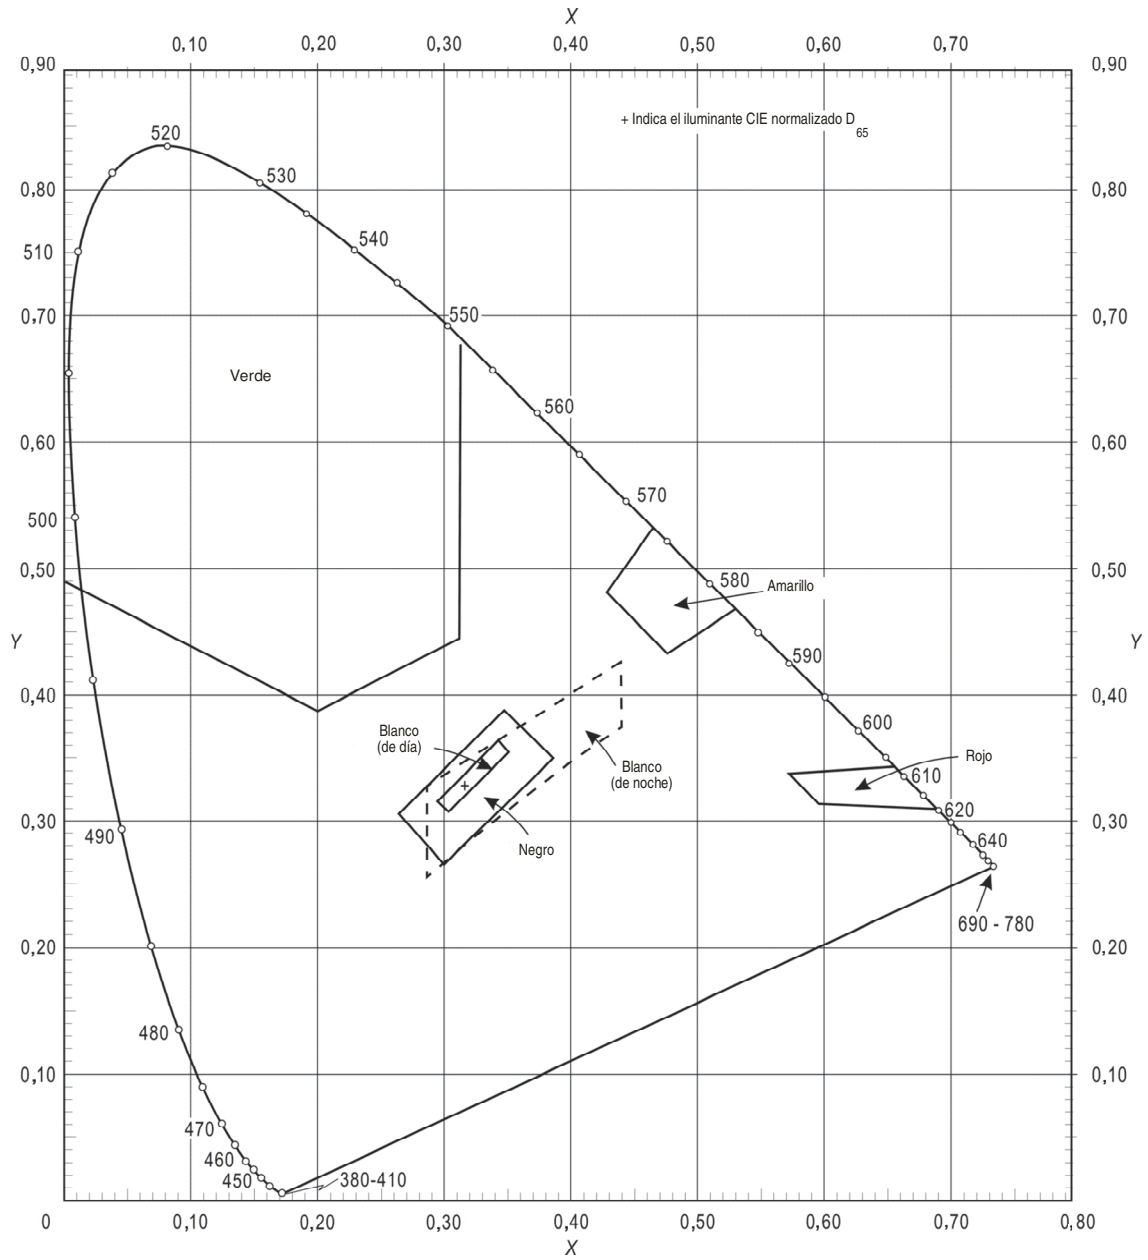 X
0,10 0,20 0,30 0,40 0,50 0,60 0,70
0,90 0,90
+ Indica el iluminante CIE normalizado D65
520
530
0,80 0,80
540
510
550
0,70 0,70
Verde
560
0,60 0,60
570
500
0,50 580 0,50
Amarillo
Y 590 Y
0,40 0,40
600
Blanco
(de día)
Rojo
Blanco
(de noche)
610
0,30 620 0,30
490 640
Negro
690 - 780
0,20 0,20
480
0,10 0,10
470
460
450 380-410
0 0,10 0,20 0,30 0,40 0,50 0,60 0,70 0,80
X